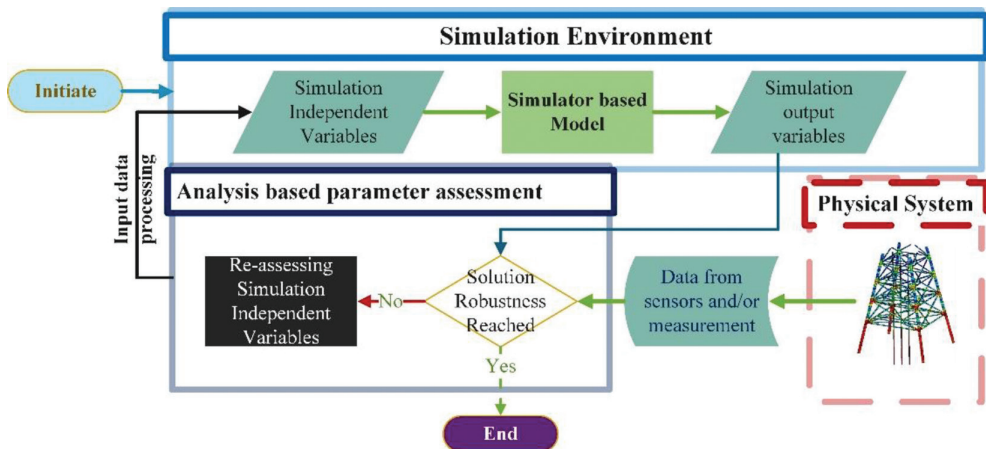 Simulation Environment
Initiate
Simulation
Independent
Variables
Simulator based
Model
Simulation
output
variables
Input data
processing
Analysis based parameter assessment
Physical System
Re-assessing
Simulation
Independent
Variables
No
Solution
Robustness
Reached
Data from
sensors and/or
measurement
Yes
End